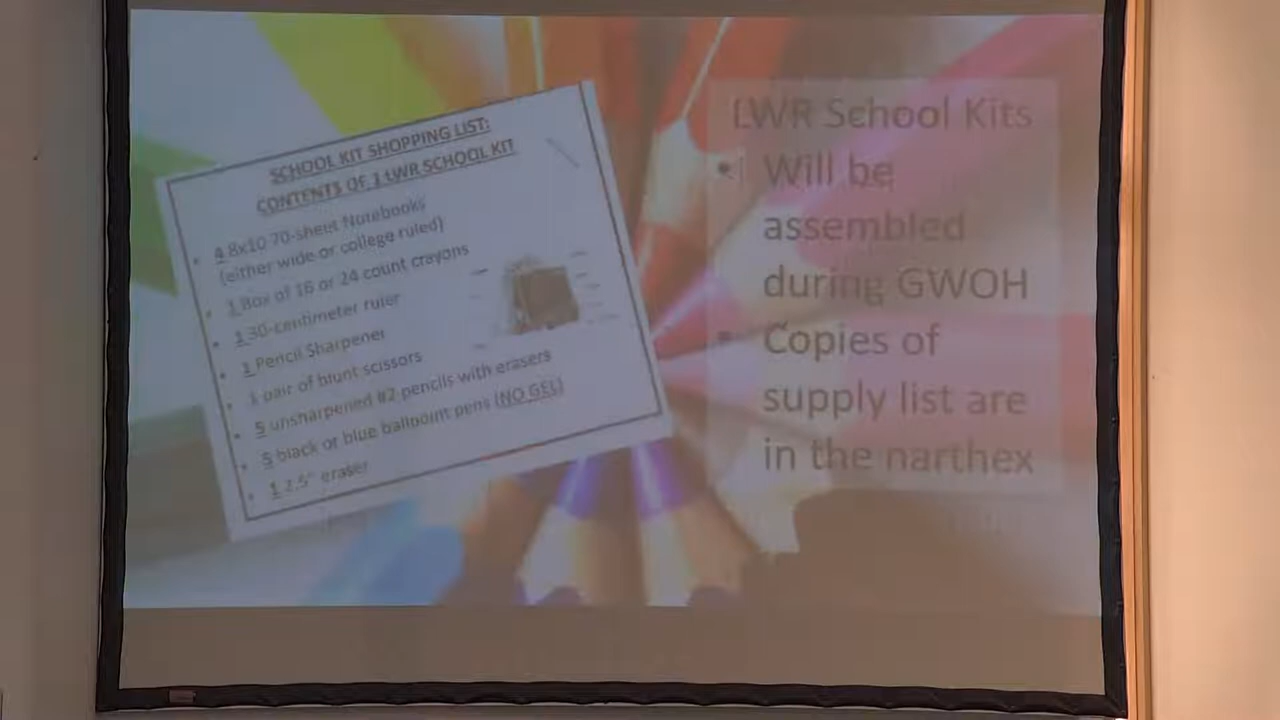 SCHOOL KIT SHOPPING LIST:
CONTENTS OF 1 LWR SCHOOL KIT
• 4 8x10 70-sheet Notebooks
(either wide or college ruled)
• 1 Box of 16 or 24 count crayons
• 1 30-centimeter ruler
• 1 Pencil Sharpener
• 1 pair of blunt scissors
• 5 unsharpened #2 pencils with erasers
• 5 black or blue ballpoint pens (NO GEL)
• 1 2.5" eraser
LWR School Kits
• Will be
assembled
during GWOH
• Copies of
supply list are
in the narthex